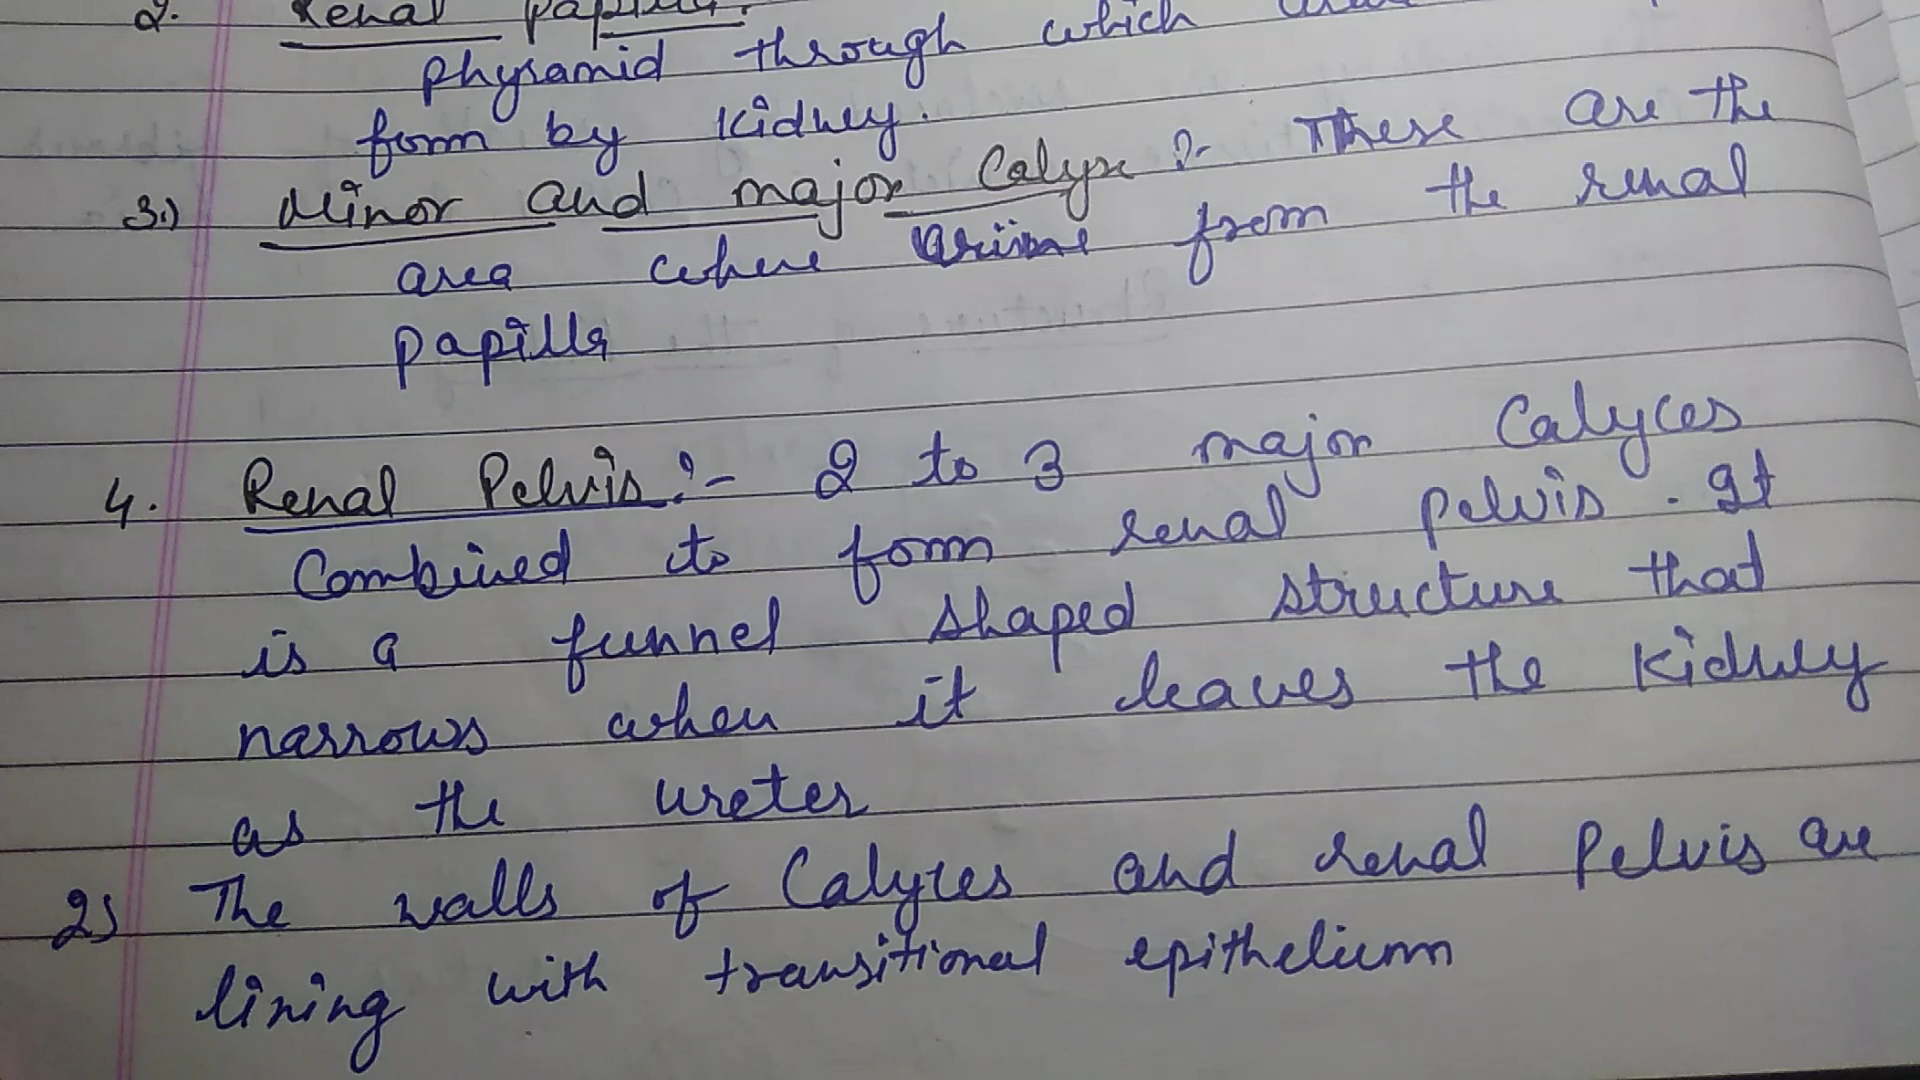 2. Renal papilla:
physamid through which
form by kidney.
3.) Minor and major Calyx :- These are the
area where from the renal
papilla
4. Renal Pelvis :- 2 to 3 major Calyces
Combined to form renal pelvis. It
is a funnel shaped structure that
narrows when it leaves the kidney
as the ureter
2) The walls of Calyces and renal Pelvis are
lining with transitional epithelium